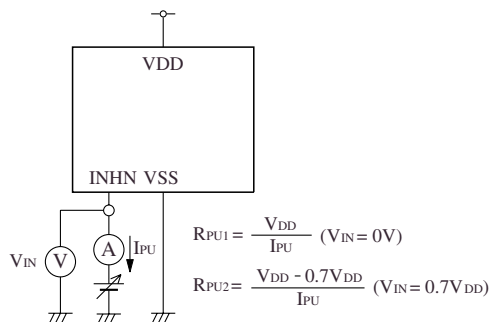 VDD
INHN VSS
VIN V A IPU
RPU1 = VDD / IPU (VIN = 0V)
RPU2 = VDD - 0.7VDD / IPU (VIN = 0.7VDD)